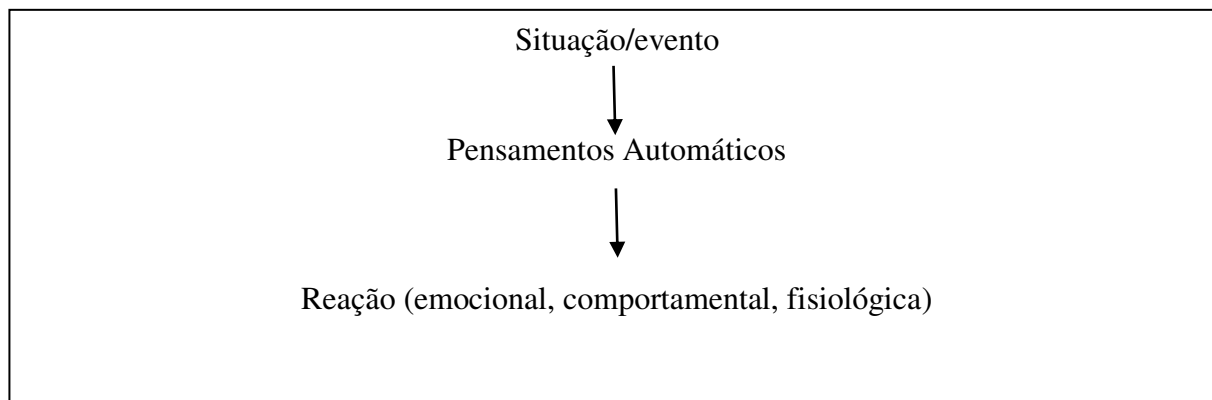 Situação/evento
Pensamentos Automáticos
Reação (emocional, comportamental, fisiológica)